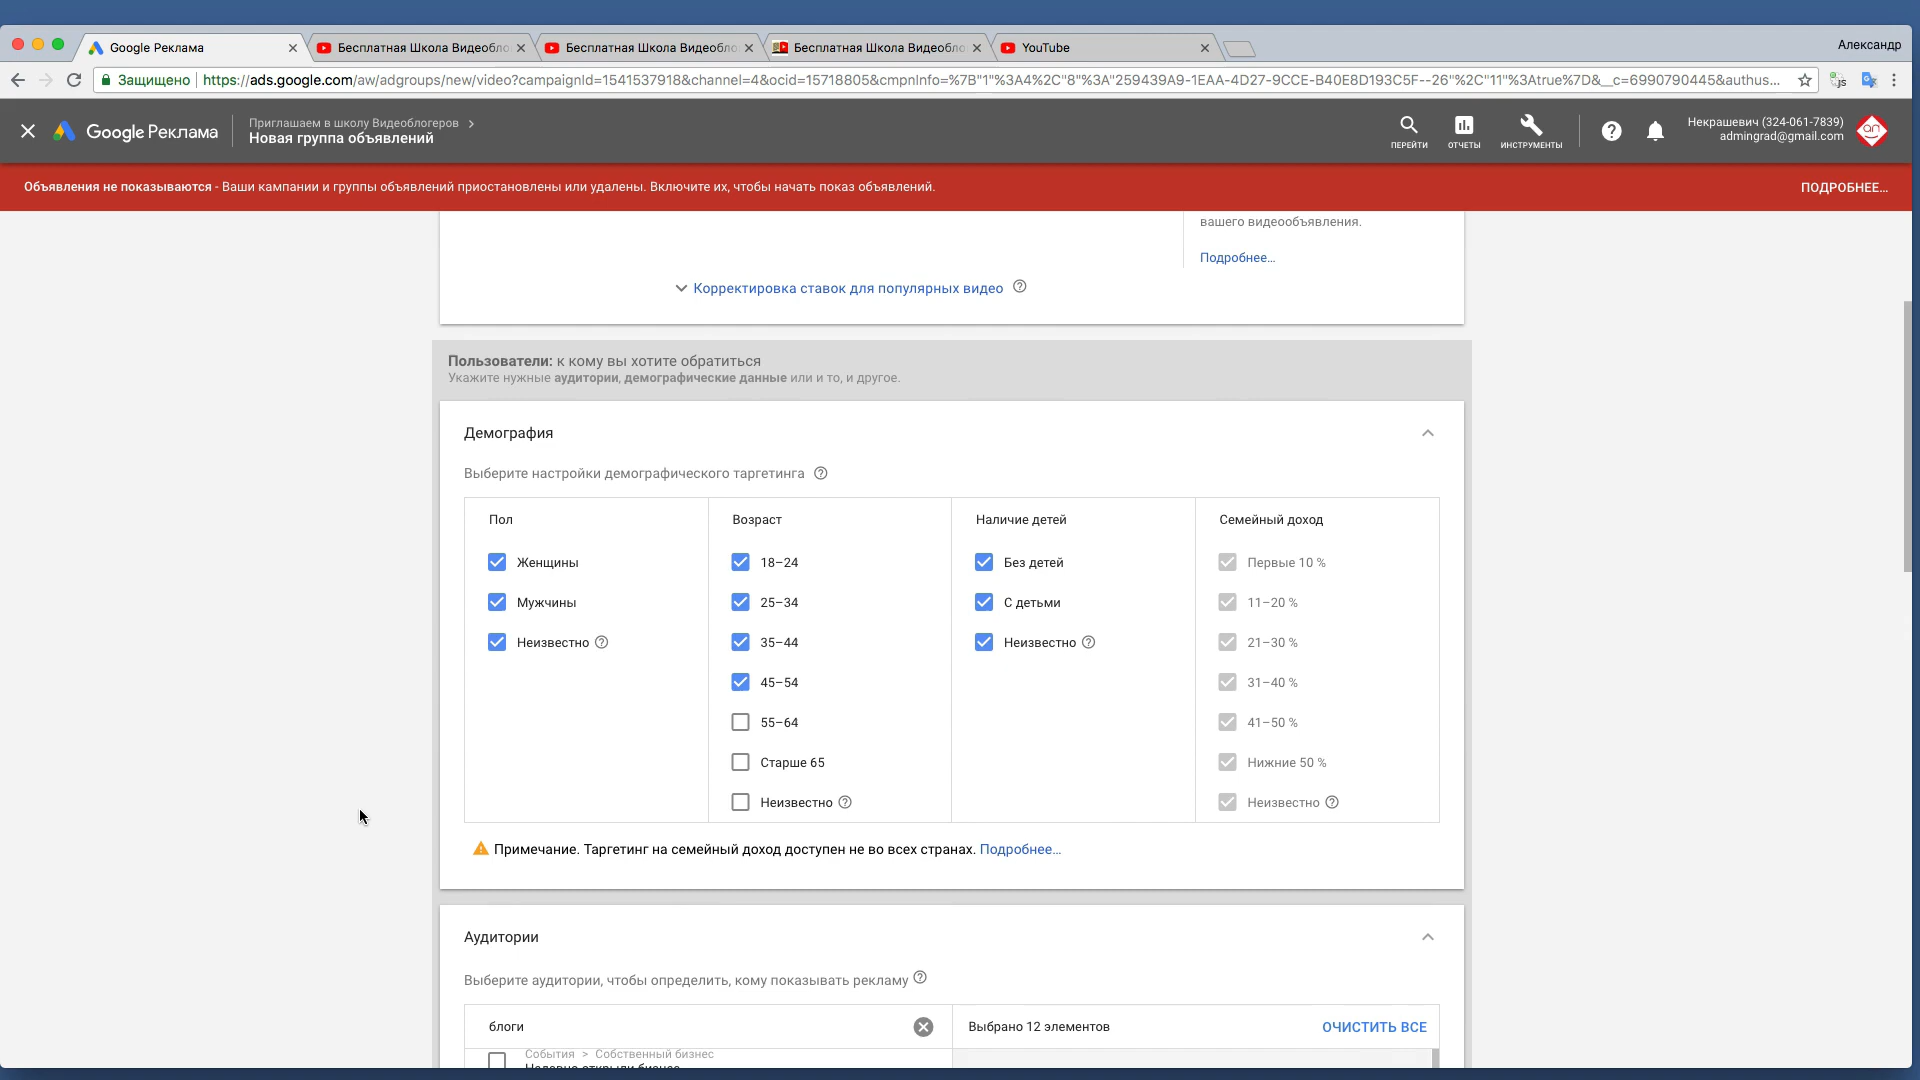 Google Реклама
Бесплатная Школа Видеобло
Бесплатная Школа Видеобло
Бесплатная Школа Видеобло
YouTube
Александр
Защищено
https://ads.google.com/aw/adgroups/new/video?campaignId=1541537918&channel=4&ocid=15718805&cmpnInfo=%7B"1"%3A4%2C"8"%3A"259439A9-1EAA-4D27-9CCE-B40E8D193C5F--26"%2C"11"%3Atrue%7D&__c=6990790445&authus...
Google Реклама
Приглашаем в школу Видеоблогеров >
Новая группа объявлений
ПЕРЕЙТИ
ОТЧЕТЫ
ИНСТРУМЕНТЫ
Некрашевич (324-061-7839)
admingrad@gmail.com
Объявления не показываются - Ваши кампании и группы объявлений приостановлены или удалены. Включите их, чтобы начать показ объявлений.
ПОДРОБНЕЕ...
вашего видеообъявления.
Подробнее...
Корректировка ставок для популярных видео
Пользователи: к кому вы хотите обратиться
Укажите нужные аудитории, демографические данные или и то, и другое.
Демография
Выберите настройки демографического таргетинга
Пол
Женщины
Мужчины
Неизвестно
Возраст
18–24
25–34
35–44
45–54
55–64
Старше 65
Неизвестно
Наличие детей
Без детей
С детьми
Неизвестно
Семейный доход
Первые 10 %
11–20 %
21–30 %
31–40 %
41–50 %
Нижние 50 %
Неизвестно
Примечание. Таргетинг на семейный доход доступен не во всех странах. Подробнее...
Аудитории
Выберите аудитории, чтобы определить, кому показывать рекламу
блоги
Выбрано 12 элементов
ОЧИСТИТЬ ВСЕ
События > Собственный бизнес
Недавно открыли бизнес